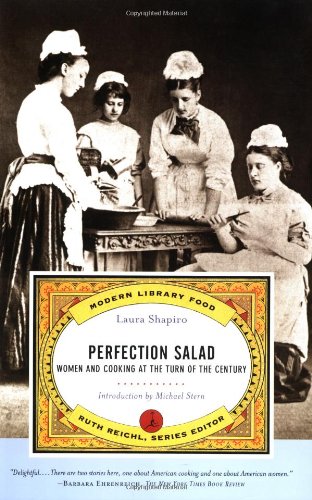 MODERN LIBRARY FOOD
Laura Shapiro
PERFECTION SALAD
WOMEN AND COOKING AT THE TURN OF THE CENTURY
Introduction by Michael Stern
RUTH REICHL, SERIES EDITOR
"Delightful.... There are two stories here, one about American cooking and one about American women."
—BARBARA EHRENREICH, THE NEW YORK TIMES BOOK REVIEW